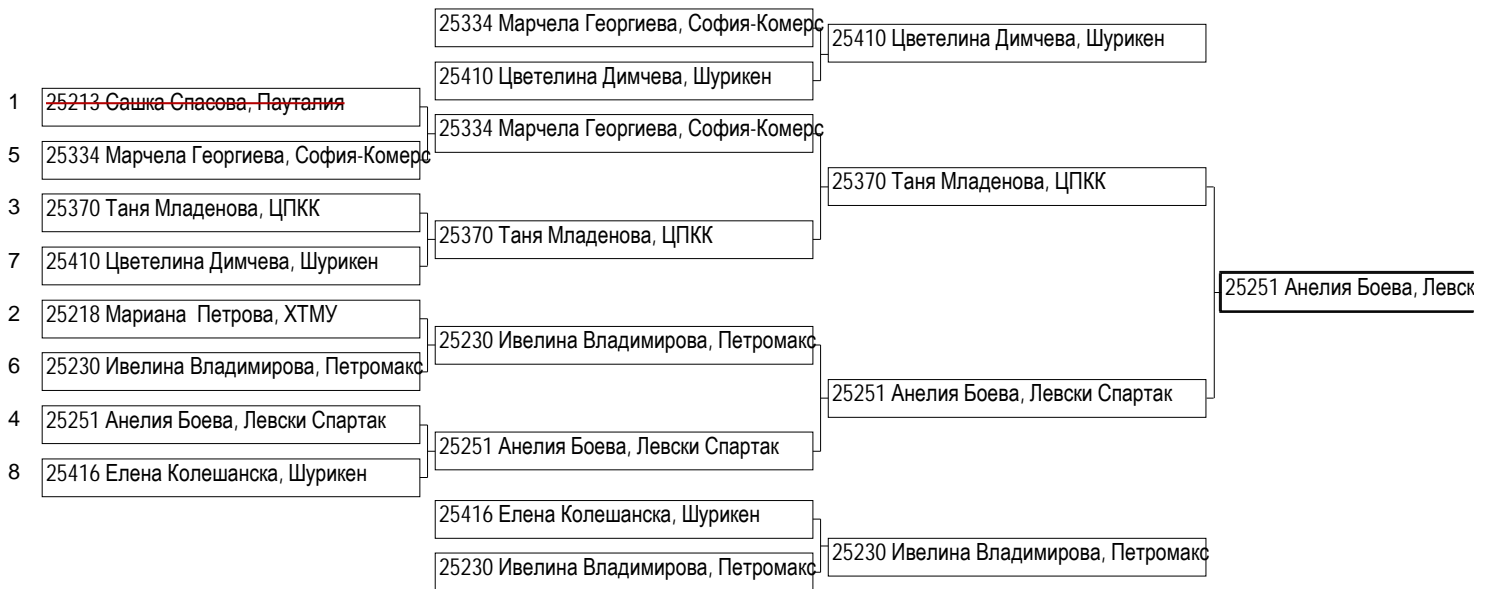 25334 Марчела Георгиева, София-Комерс
25410 Цветелина Димчева, Шурикен
25410 Цветелина Димчева, Шурикен
1 25213 Сашка Спасова, Пауталия
25334 Марчела Георгиева, София-Комерс
5 25334 Марчела Георгиева, София-Комерс
25370 Таня Младенова, ЦПКК
3 25370 Таня Младенова, ЦПКК
25370 Таня Младенова, ЦПКК
7 25410 Цветелина Димчева, Шурикен
25251 Анелия Боева, Левск
2 25218 Мариана Петрова, ХТМУ
25230 Ивелина Владимирова, Петромакс
6 25230 Ивелина Владимирова, Петромакс
25251 Анелия Боева, Левски Спартак
4 25251 Анелия Боева, Левски Спартак
25251 Анелия Боева, Левски Спартак
8 25416 Елена Колешанска, Шурикен
25416 Елена Колешанска, Шурикен
25230 Ивелина Владимирова, Петромакс
25230 Ивелина Владимирова, Петромакс